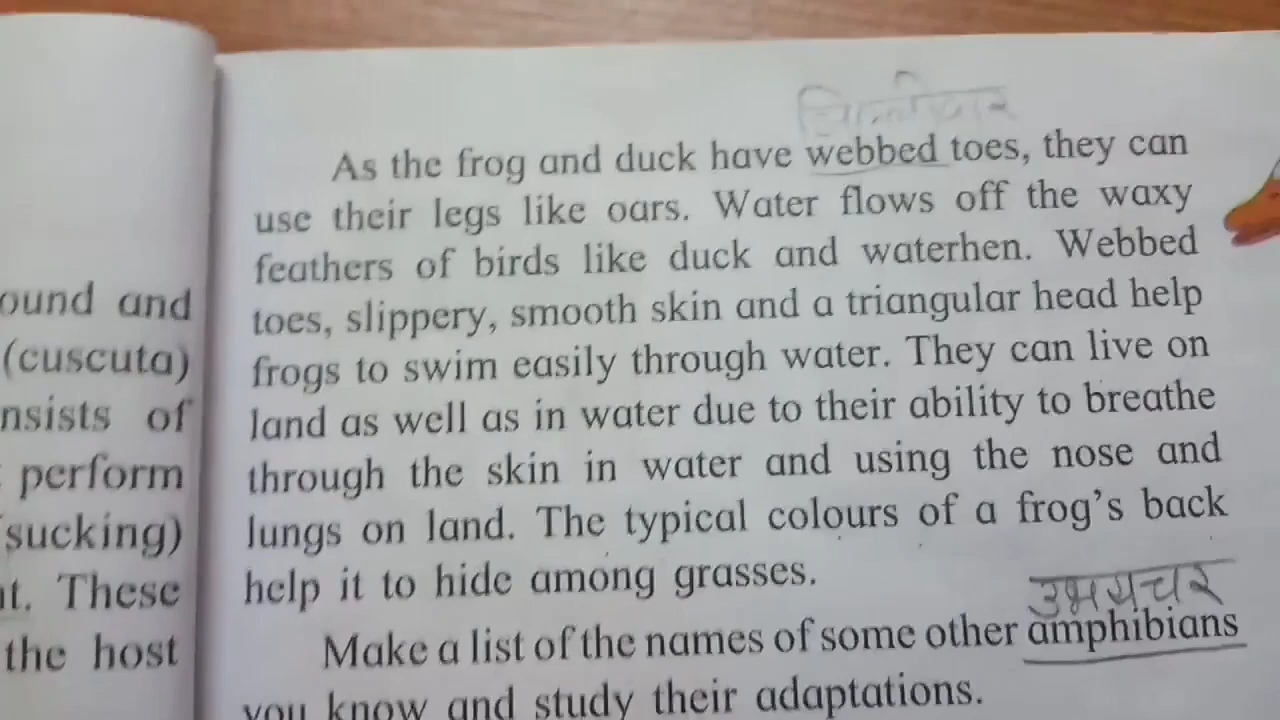 ound and
(cuscuta)
nsists of
perform
(sucking)
These
the host
झिल्लीदार
As the frog and duck have webbed toes, they can
use their legs like oars. Water flows off the waxy
feathers of birds like duck and waterhen. Webbed
toes, slippery, smooth skin and a triangular head help
frogs to swim easily through water. They can live on
land as well as in water due to their ability to breathe
through the skin in water and using the nose and
lungs on land. The typical colours of a frog's back
help it to hide among grasses.
उभयचर
Make a list of the names of some other amphibians
you know and study their adaptations.